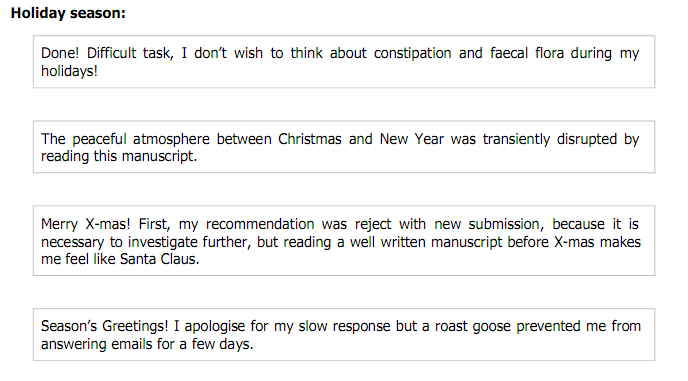 Holiday season:
Done! Difficult task, I don't wish to think about constipation and faecal flora during my
holidays!
The peaceful atmosphere between Christmas and New Year was transiently disrupted by
reading this manuscript.
Merry X-mas! First, my recommendation was reject with new submission, because it is
necessary to investigate further, but reading a well written manuscript before X-mas makes
me feel like Santa Claus.
Season's Greetings! I apologise for my slow response but a roast goose prevented me from
answering emails for a few days.